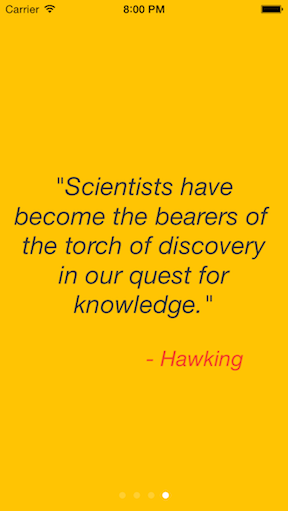 Carrier 8:00 PM
"Scientists have
become the bearers of
the torch of discovery
in our quest for
knowledge."
- Hawking